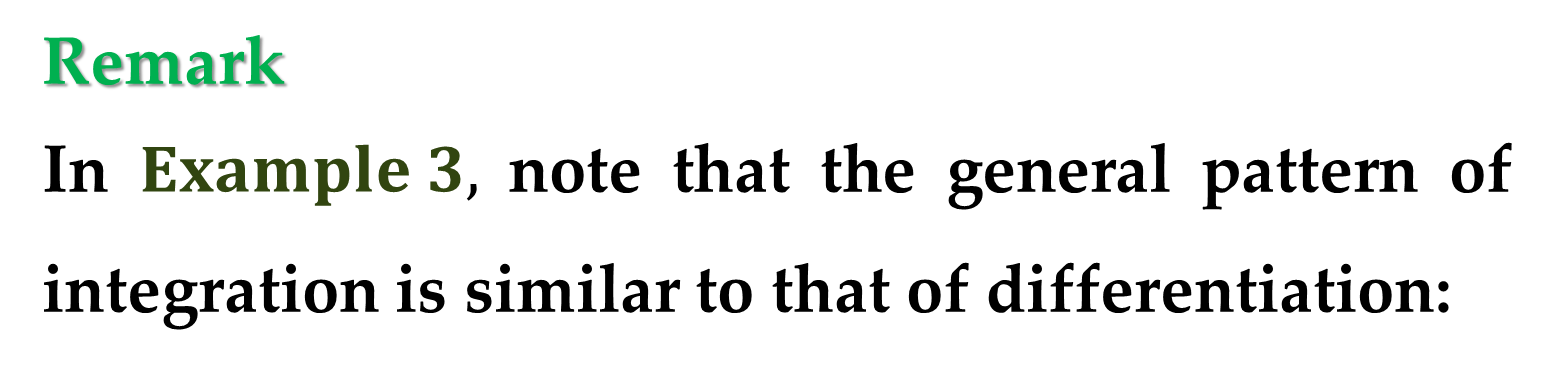 Remark
In Example 3, note that the general pattern of
integration is similar to that of differentiation: